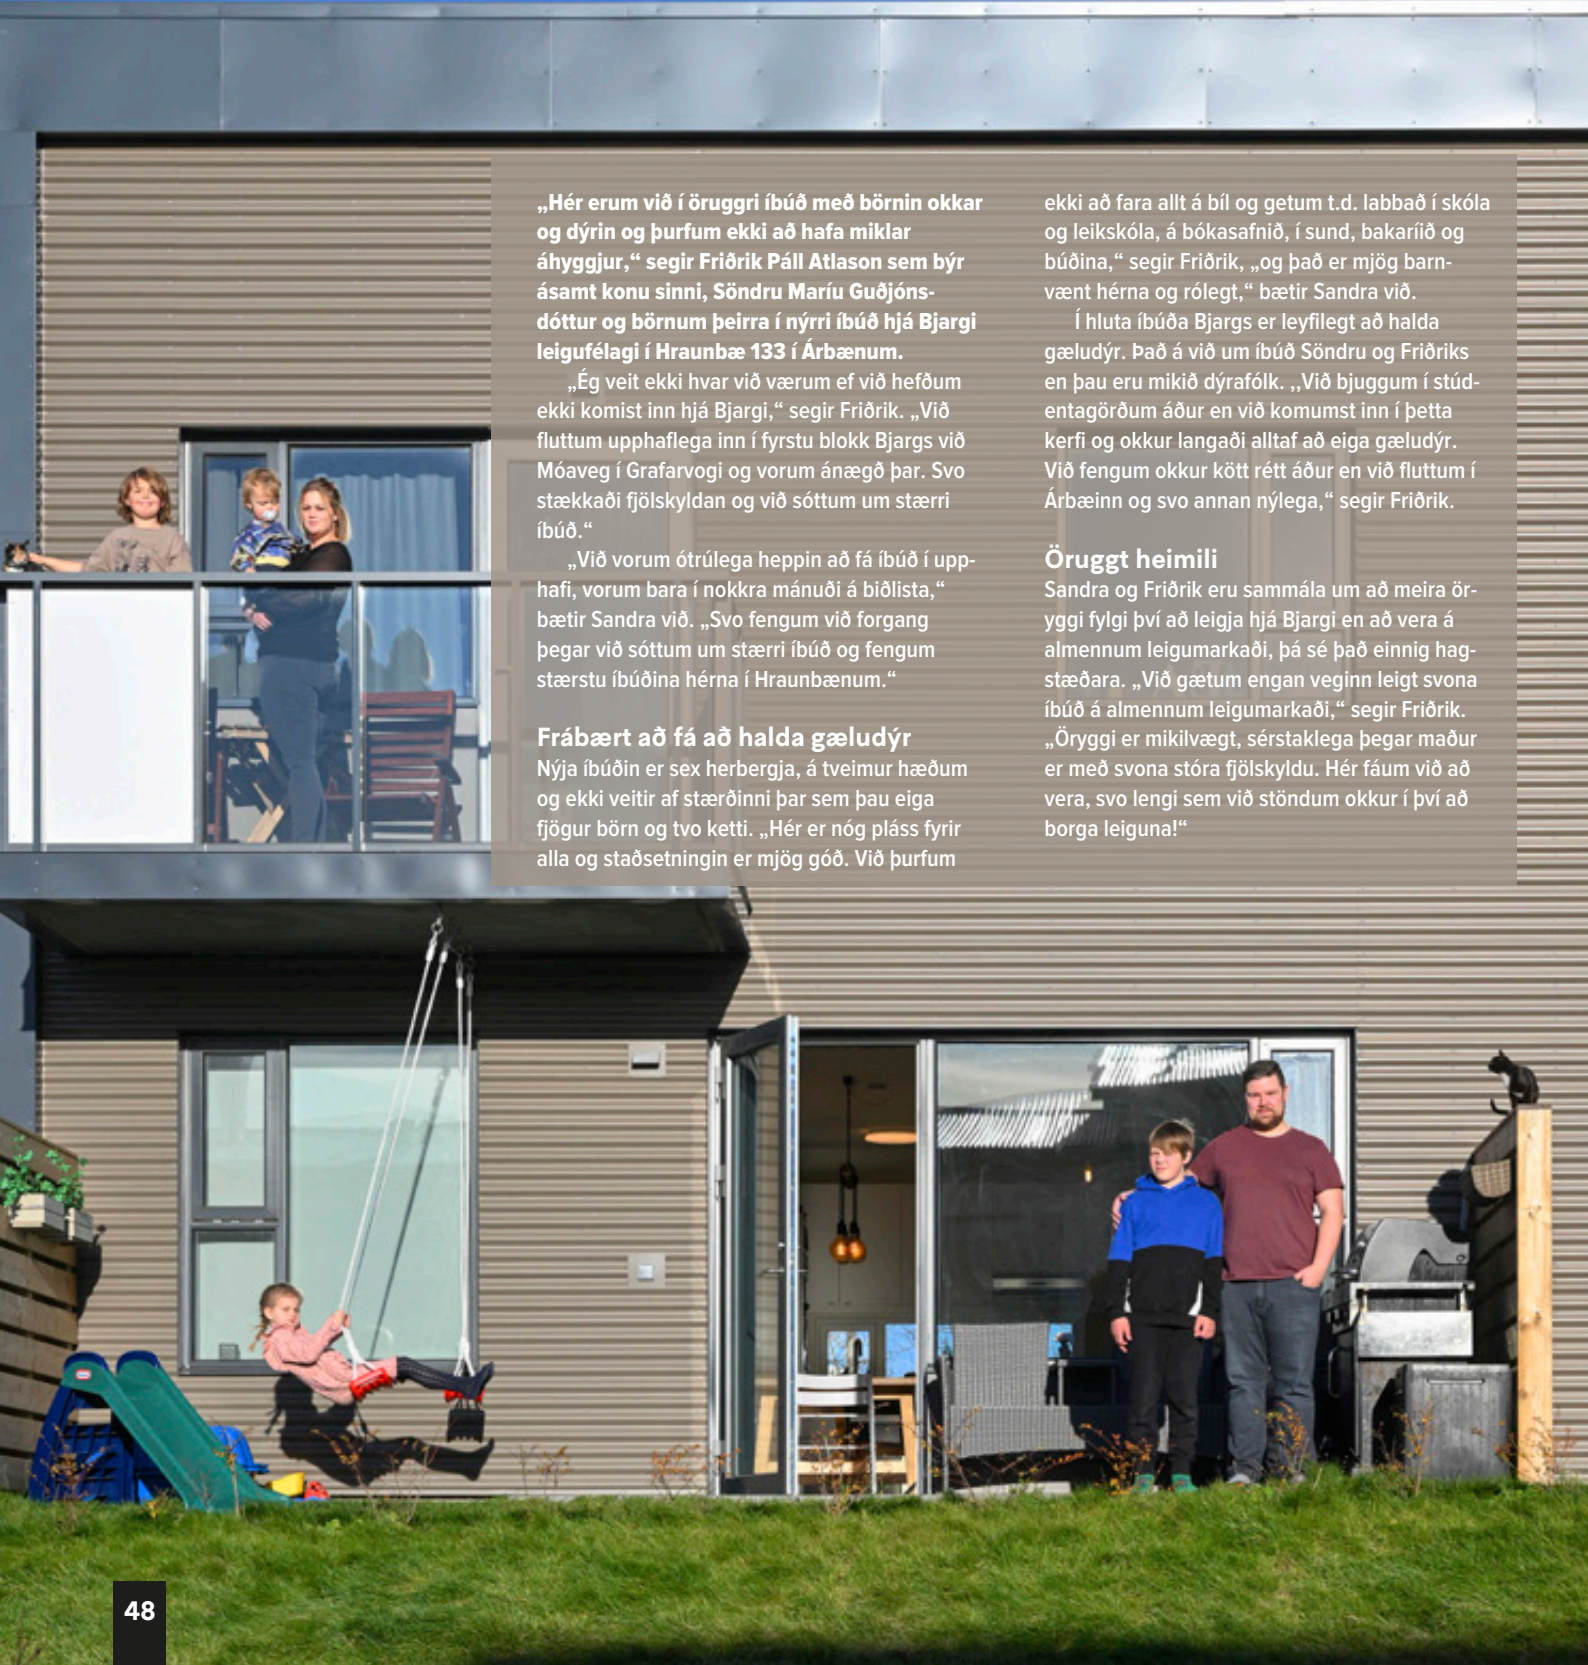 „Hér erum við í öruggri íbúð með börnin okkar
og dýrin og þurfum ekki að hafa miklar
áhyggjur,“ segir Friðrik Páll Atlason sem býr
ásamt konu sinni, Söndru Maríu Guðjóns-
dóttur og börnum þeirra í nýrri íbúð hjá Bjargi
leigufélagi í Hraunbæ 133 í Árbænum.
„Ég veit ekki hvar við værum ef við hefðum
ekki komist inn hjá Bjargi,“ segir Friðrik. „Við
fluttum upphaflega inn í fyrstu blokk Bjargs við
Móaveg í Grafarvogi og vorum ánægð þar. Svo
stækkaði fjölskyldan og við sóttum um stærri
íbúð.“
„Við vorum ótrúlega heppin að fá íbúð í upp-
hafi, vorum bara í nokkra mánuði á biðlista,“
bætir Sandra við. „Svo fengum við forgang
þegar við sóttum um stærri íbúð og fengum
stærstu íbúðina hérna í Hraunbænum.“
Frábært að fá að halda gæludýr
Nýja íbúðin er sex herbergja, á tveimur hæðum
og ekki veitir af stærðinni þar sem þau eiga
fjögur börn og tvo ketti. „Hér er nóg pláss fyrir
alla og staðsetningin er mjög góð. Við þurfum
ekki að fara allt á bíl og getum t.d. labbað í skóla
og leikskóla, á bókasafnið, í sund, bakaríið og
búðina,“ segir Friðrik, „og það er mjög barn-
vænt hérna og rólegt,“ bætir Sandra við.
Í hluta íbúða Bjargs er leyfilegt að halda
gæludýr. Það á við um íbúð Söndru og Friðriks
en þau eru mikið dýrafólk. ,,Við bjuggum í stúd-
entagörðum áður en við komumst inn í þetta
kerfi og okkur langaði alltaf að eiga gæludýr.
Við fengum okkur kött rétt áður en við fluttum í
Árbæinn og svo annan nýlega,“ segir Friðrik.
Öruggt heimili
Sandra og Friðrik eru sammála um að meira ör-
yggi fylgi því að leigja hjá Bjargi en að vera á
almennum leigumarkaði, þá sé það einnig hag-
stæðara. „Við gætum engan veginn leigt svona
íbúð á almennum leigumarkaði,“ segir Friðrik.
„Öryggi er mikilvægt, sérstaklega þegar maður
er með svona stóra fjölskyldu. Hér fáum við að
vera, svo lengi sem við stöndum okkur í því að
borga leiguna!“
48